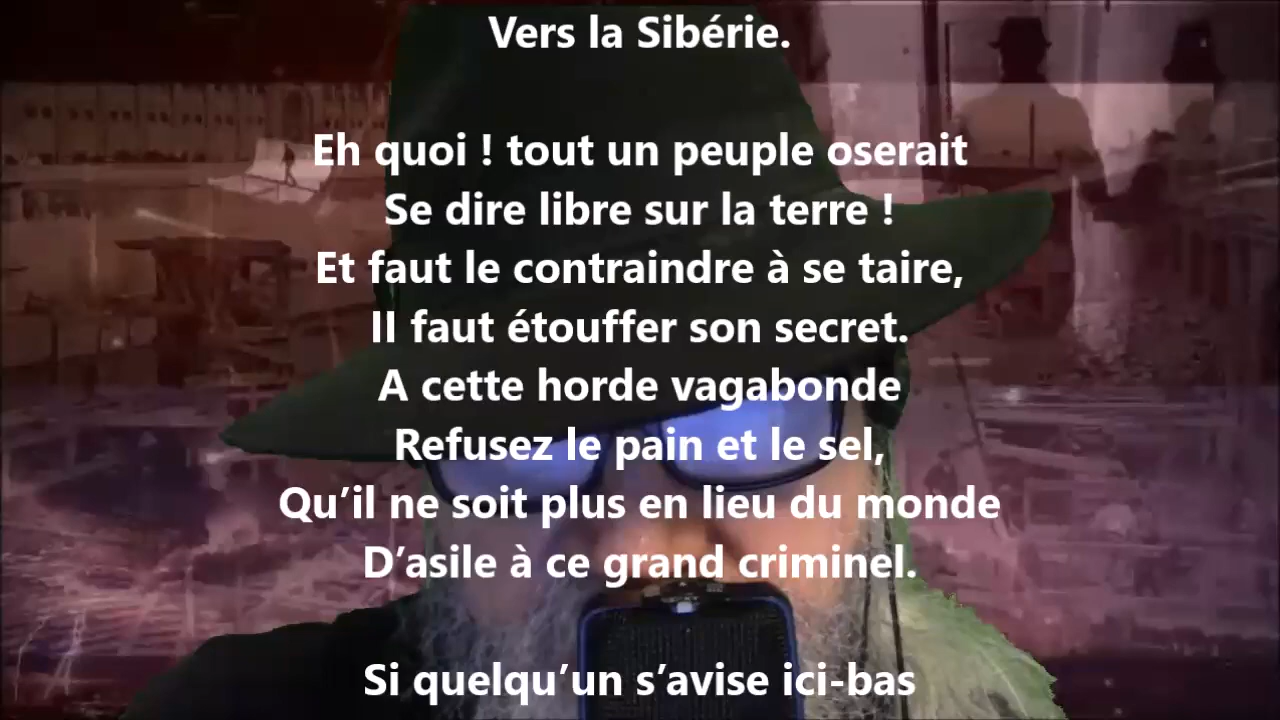 Vers la Sibérie.
Eh quoi ! tout un peuple oserait
Se dire libre sur la terre !
Et faut le contraindre à se taire,
II faut étouffer son secret.
A cette horde vagabonde
Refusez le pain et le sel,
Qu’il ne soit plus en lieu du monde
D’asile à ce grand criminel.
Si quelqu’un s’avise ici-bas